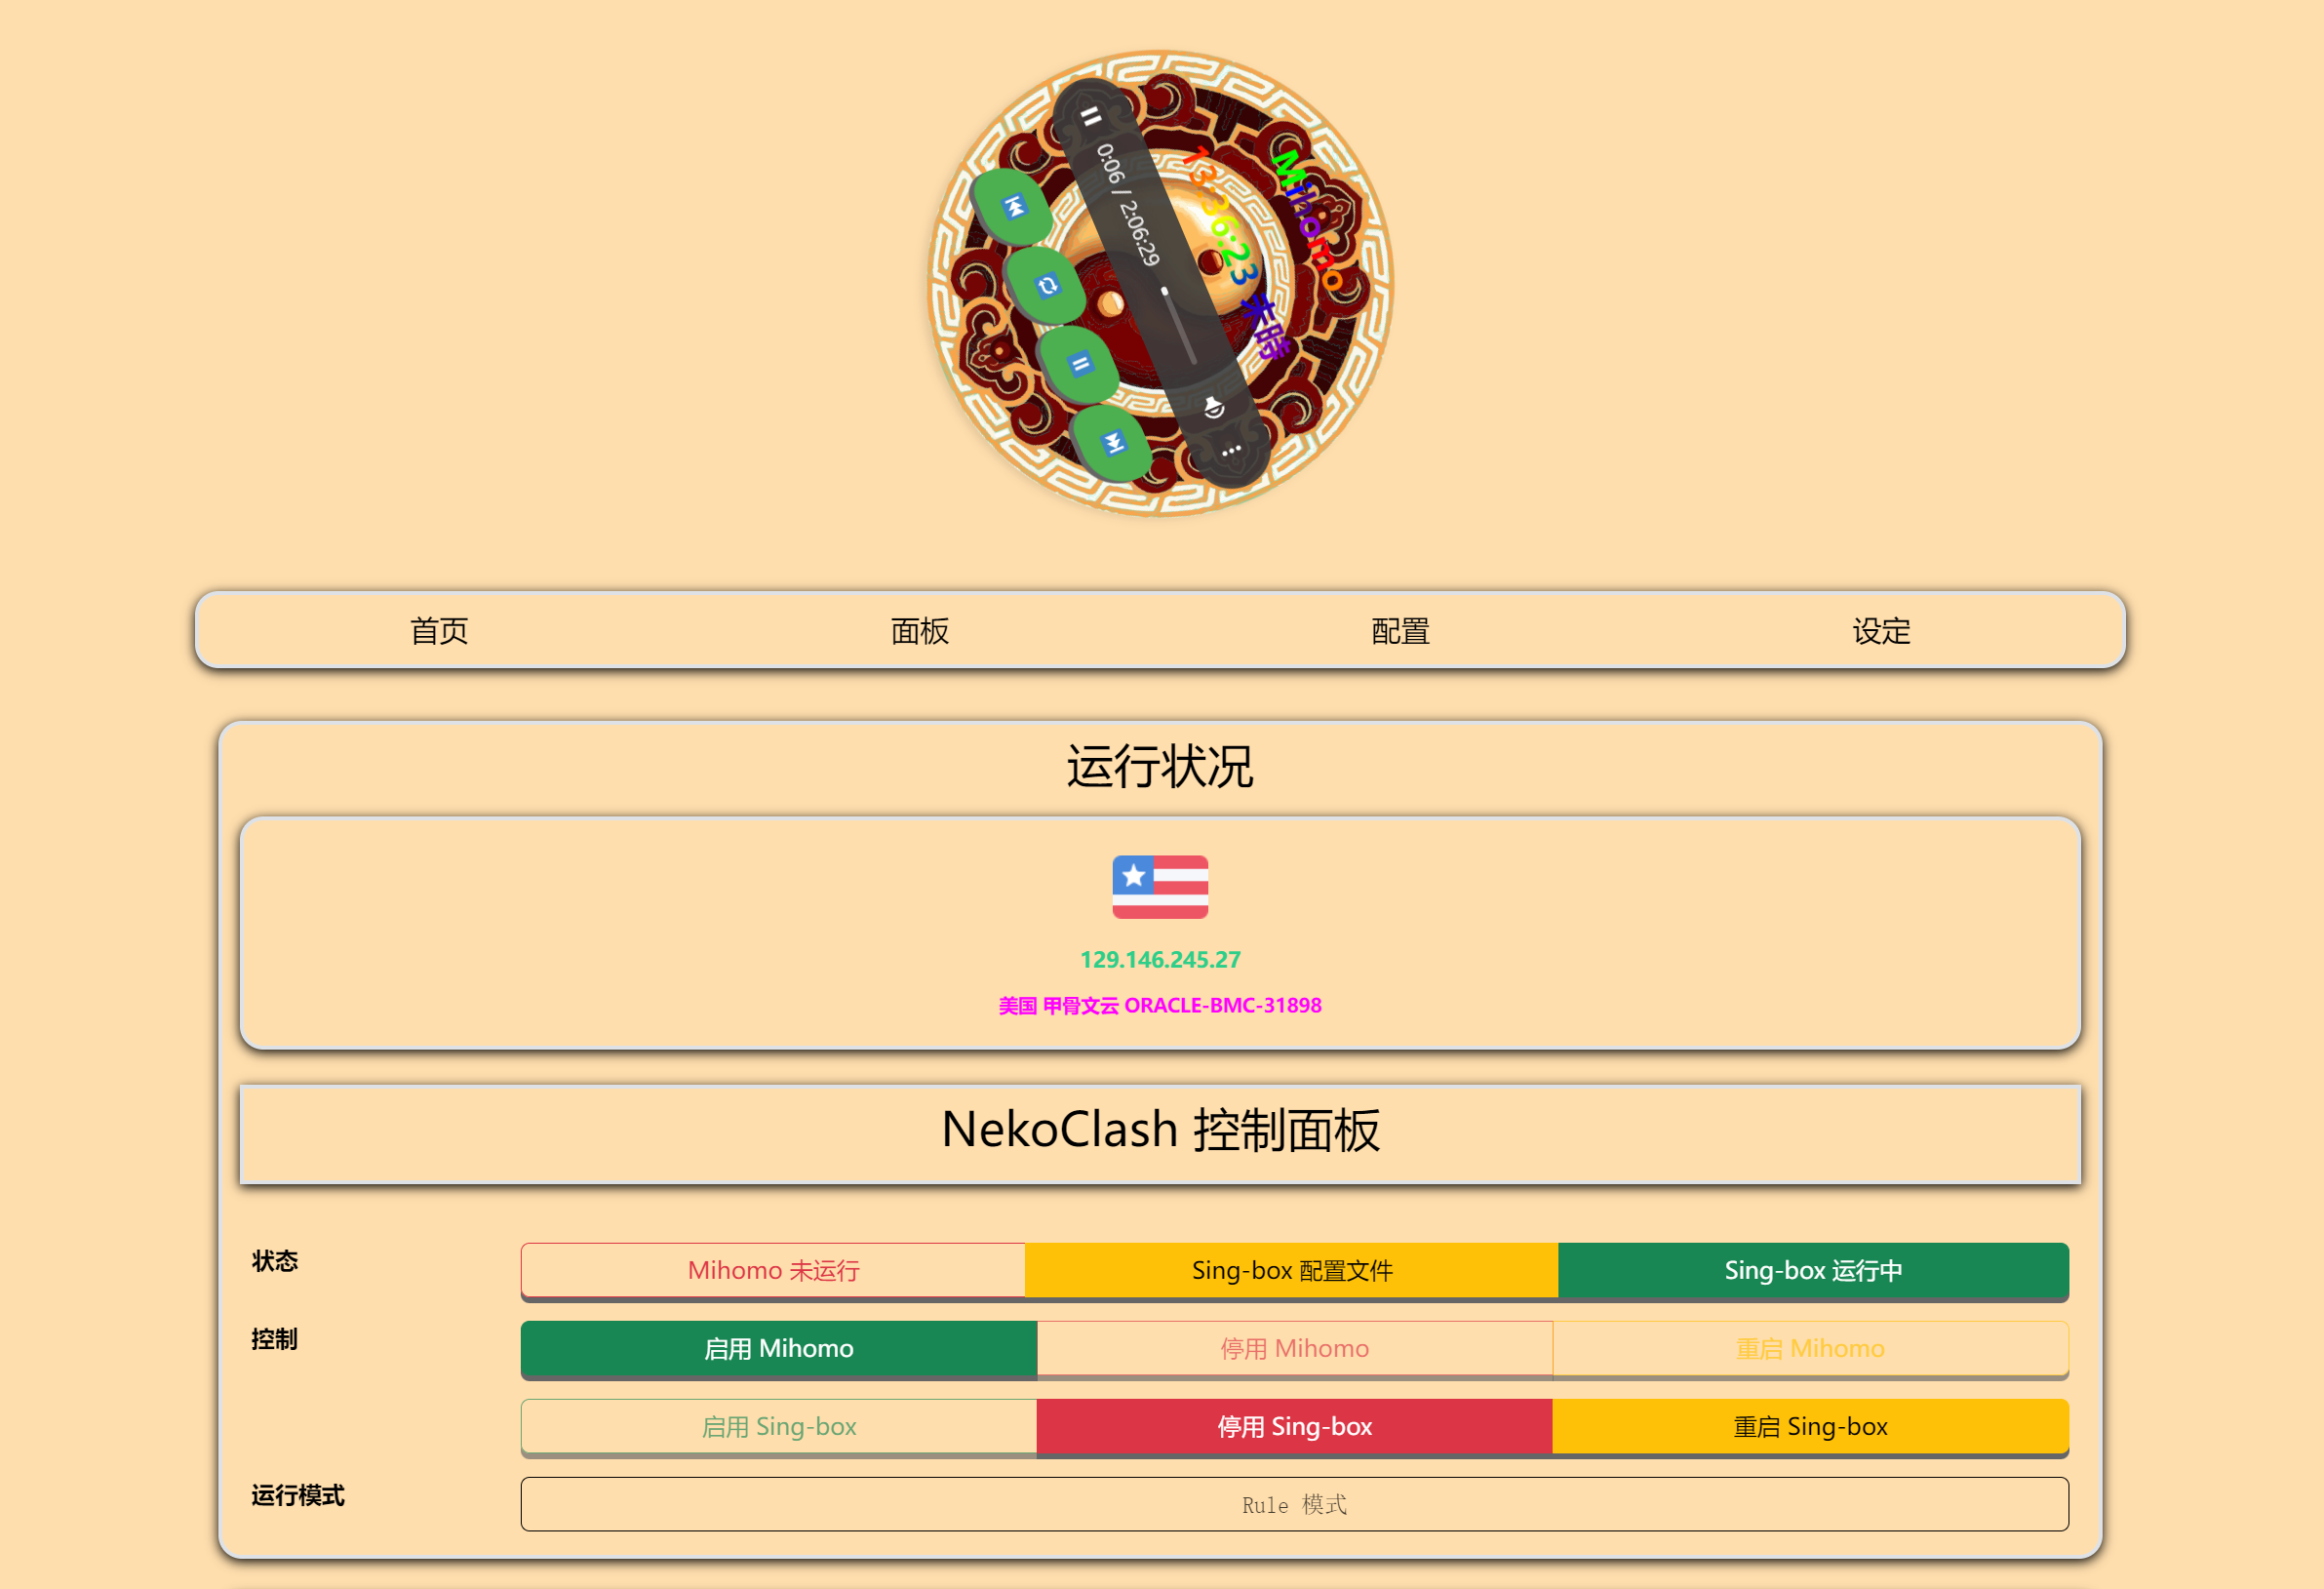 Mihomo
13:36:23 未時
0:06 / 2:06:29
首页 面板 配置 设定
运行状况
129.146.245.27
美国 甲骨文云 ORACLE-BMC-31898
NekoClash 控制面板
状态 Mihomo 未运行 Sing-box 配置文件 Sing-box 运行中
控制 启用 Mihomo 停用 Mihomo 重启 Mihomo
启用 Sing-box 停用 Sing-box 重启 Sing-box
运行模式 Rule 模式